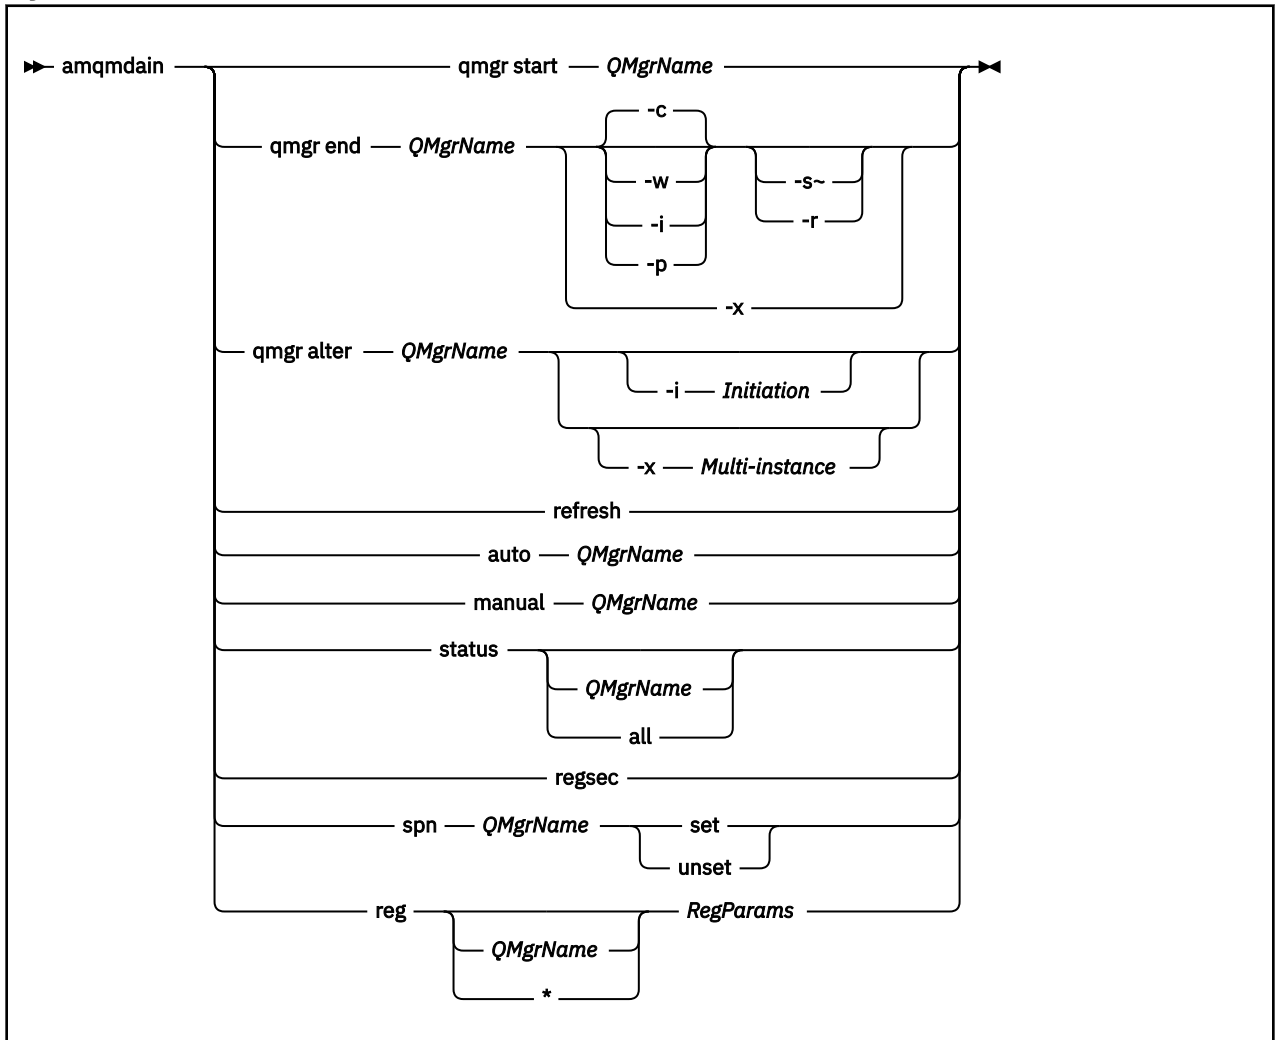 amqmdain qmgr start QMgrName
-c
qmgr end QMgrName
-w -s~
-i -r
-p
-x
qmgr alter QMgrName
-i Initiation
-x Multi-instance
refresh
auto QMgrName
manual QMgrName
status
QMgrName
all
regsec
spn QMgrName set
unset
reg RegParams
QMgrName
*